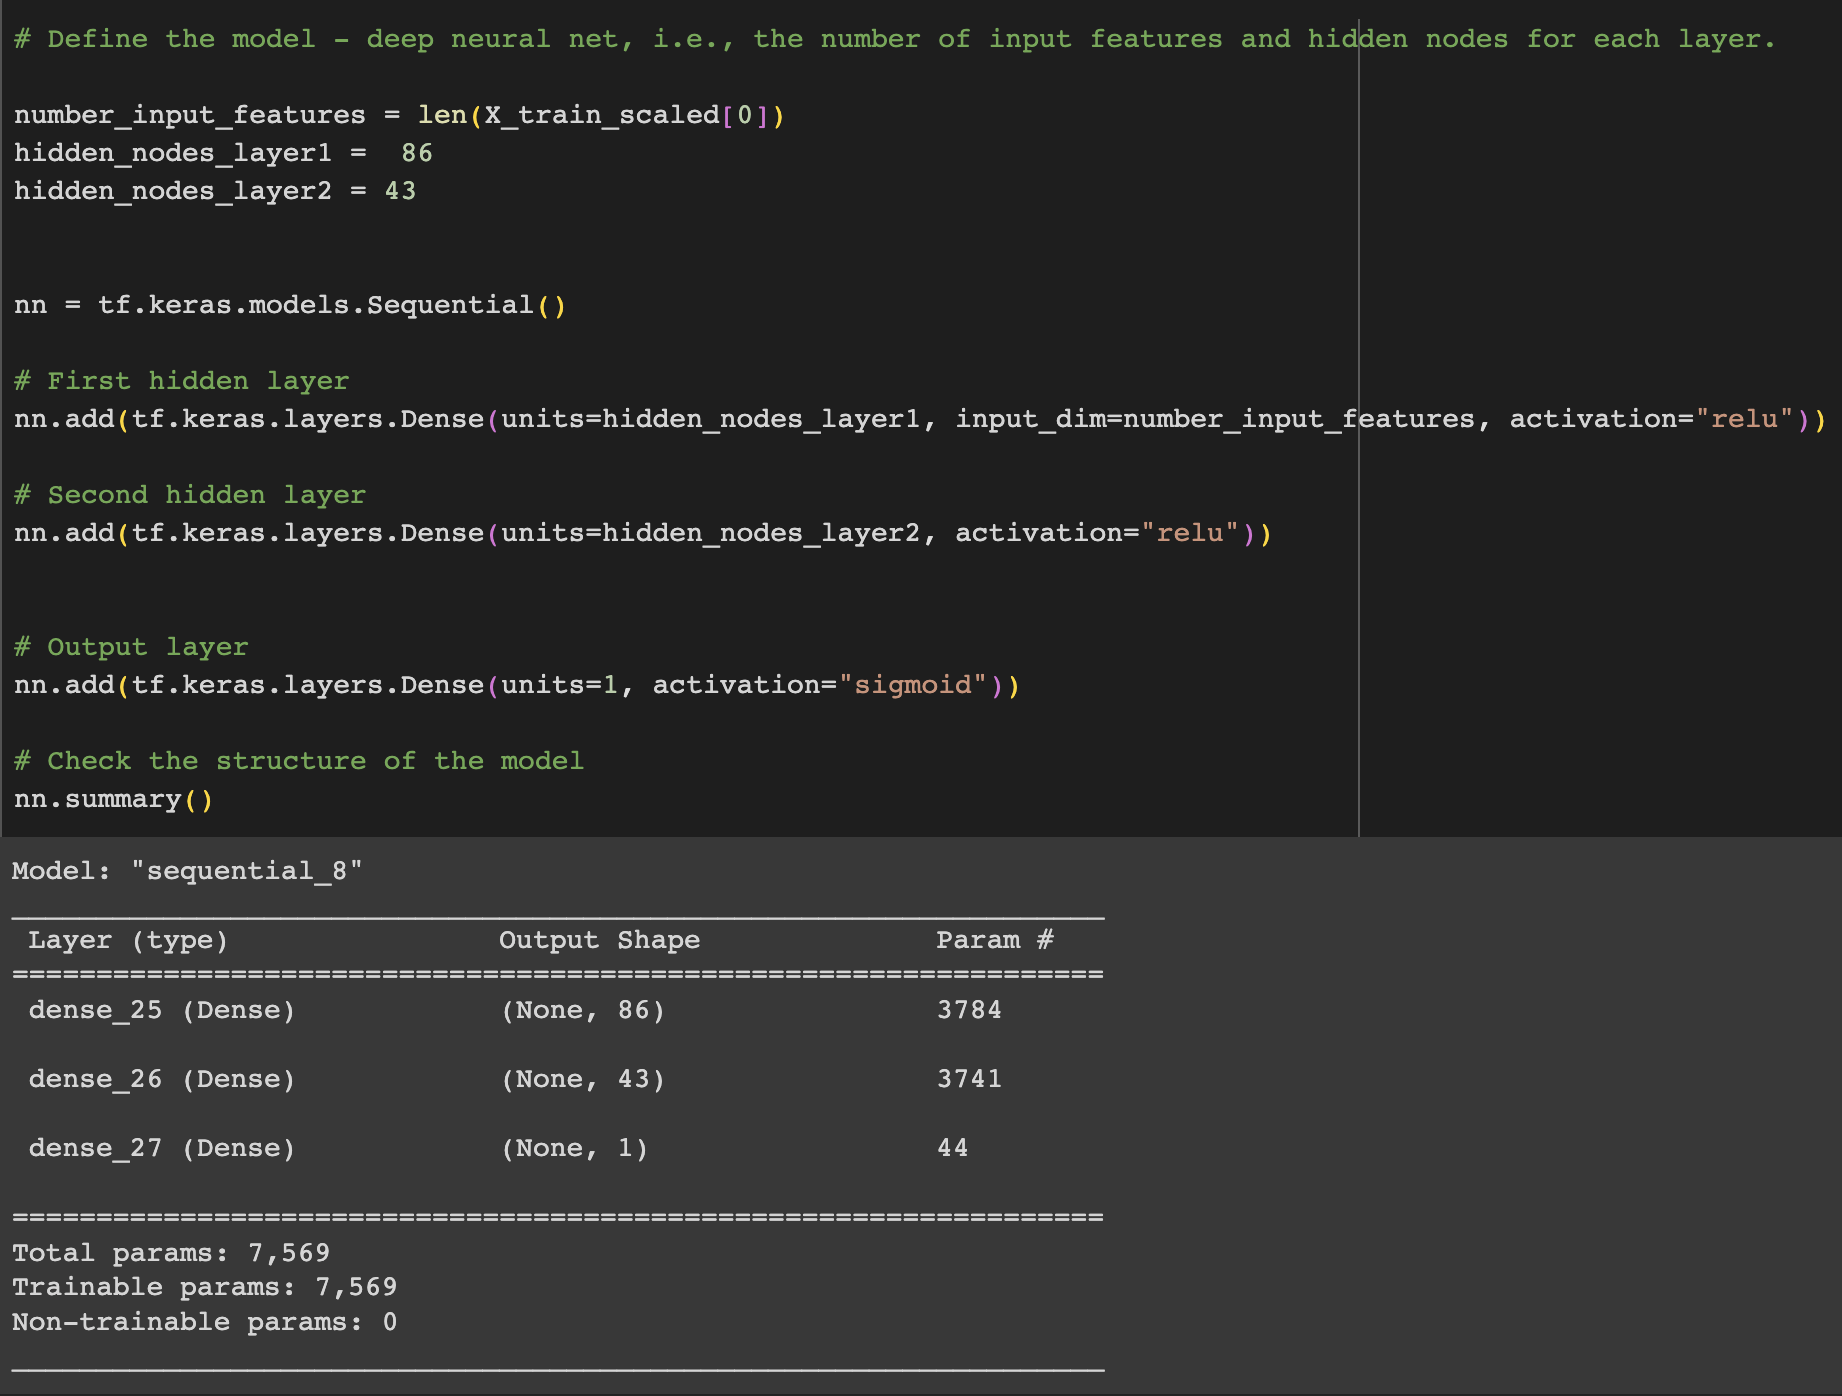 # Define the model - deep neural net, i.e., the number of input features and hidden nodes for each layer.
number_input_features = len(X_train_scaled[0])
hidden_nodes_layer1 =  86
hidden_nodes_layer2 = 43
nn = tf.keras.models.Sequential()
# First hidden layer
nn.add(tf.keras.layers.Dense(units=hidden_nodes_layer1, input_dim=number_input_features, activation="relu"))
# Second hidden layer
nn.add(tf.keras.layers.Dense(units=hidden_nodes_layer2, activation="relu"))
# Output layer
nn.add(tf.keras.layers.Dense(units=1, activation="sigmoid"))
# Check the structure of the model
nn.summary()
Model: "sequential_8"
_________________________________________________________________
 Layer (type)                Output Shape              Param #
=================================================================
 dense_25 (Dense)            (None, 86)                3784
 dense_26 (Dense)            (None, 43)                3741
 dense_27 (Dense)            (None, 1)                 44
=================================================================
Total params: 7,569
Trainable params: 7,569
Non-trainable params: 0
_________________________________________________________________